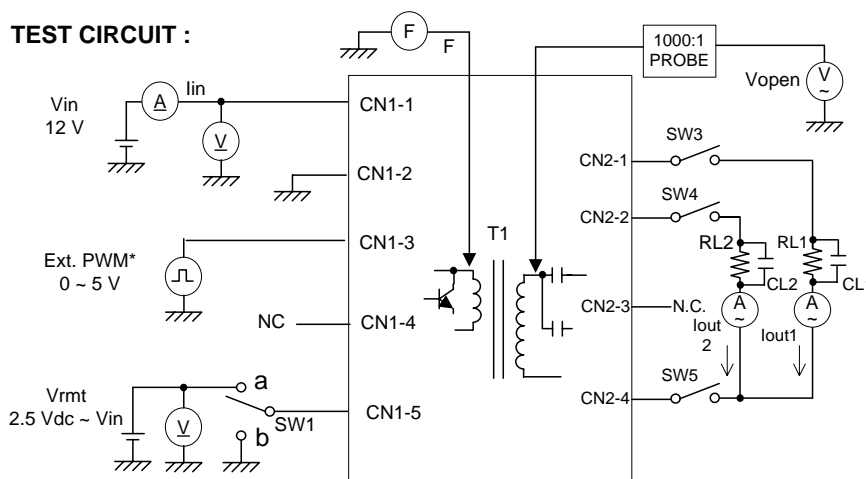 TEST CIRCUIT :
F
F
1000:1
PROBE
Vopen
V
~
Vin
12 V
A
Iin
V
CN1-1
CN1-2
CN1-3
CN1-4
CN1-5
Ext. PWM*
0 ~ 5 V
NC
Vrmt
2.5 Vdc ~ Vin
V
a
b
SW1
T1
CN2-1
CN2-2
CN2-3
CN2-4
SW3
SW4
SW5
N.C.
RL2
RL1
CL2
CL
A
~
A
~
Iout
2
Iout1